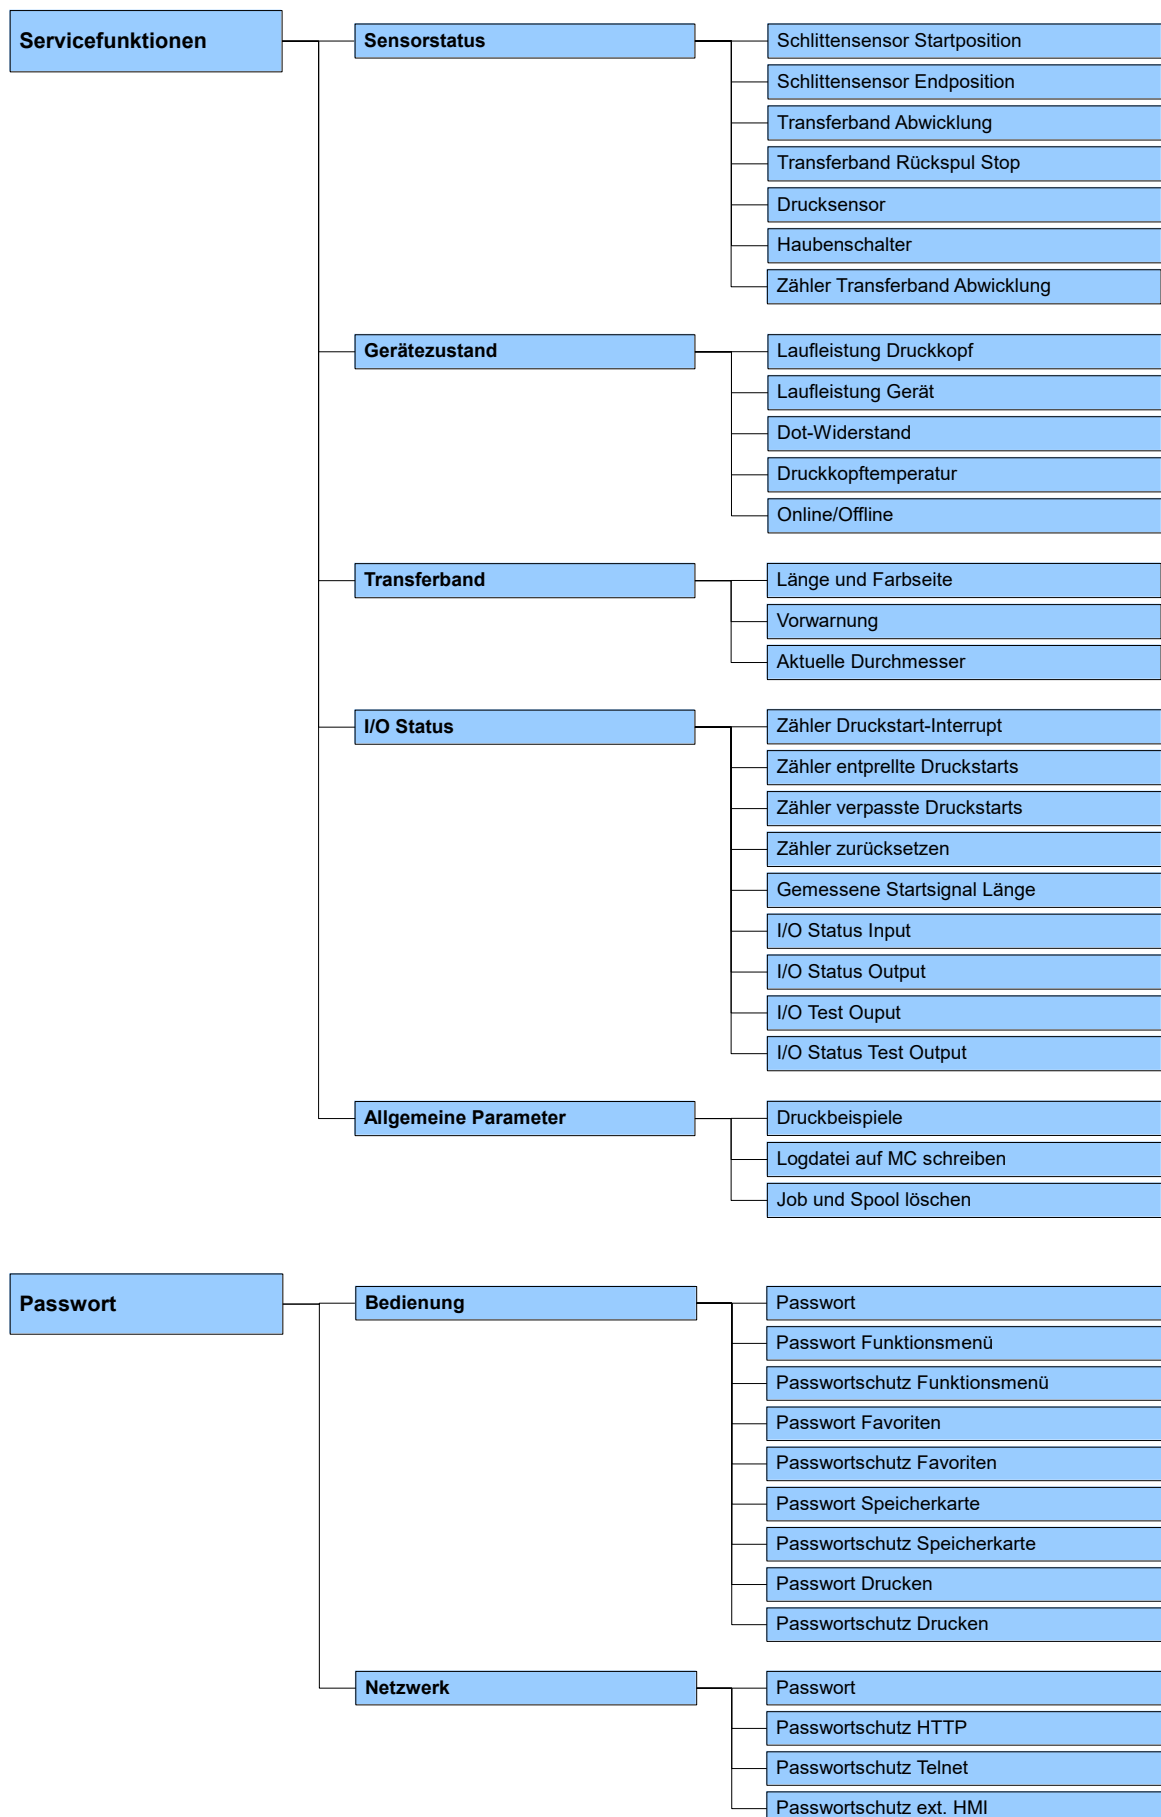 Servicefunktionen
Sensorstatus
Schlittensensor Startposition
Schlittensensor Endposition
Transferband Abwicklung
Transferband Rückspul Stop
Drucksensor
Haubenschalter
Zähler Transferband Abwicklung
Gerätezustand
Laufleistung Druckkopf
Laufleistung Gerät
Dot-Widerstand
Druckkopftemperatur
Online/Offline
Transferband
Länge und Farbseite
Vorwarnung
Aktuelle Durchmesser
I/O Status
Zähler Druckstart-Interrupt
Zähler entprellte Druckstarts
Zähler verpasste Druckstarts
Zähler zurücksetzen
Gemessene Startsignal Länge
I/O Status Input
I/O Status Output
I/O Test Ouput
I/O Status Test Output
Allgemeine Parameter
Druckbeispiele
Logdatei auf MC schreiben
Job und Spool löschen
Passwort
Bedienung
Passwort
Passwort Funktionsmenü
Passwortschutz Funktionsmenü
Passwort Favoriten
Passwortschutz Favoriten
Passwort Speicherkarte
Passwortschutz Speicherkarte
Passwort Drucken
Passwortschutz Drucken
Netzwerk
Passwort
Passwortschutz HTTP
Passwortschutz Telnet
Passwortschutz ext. HMI